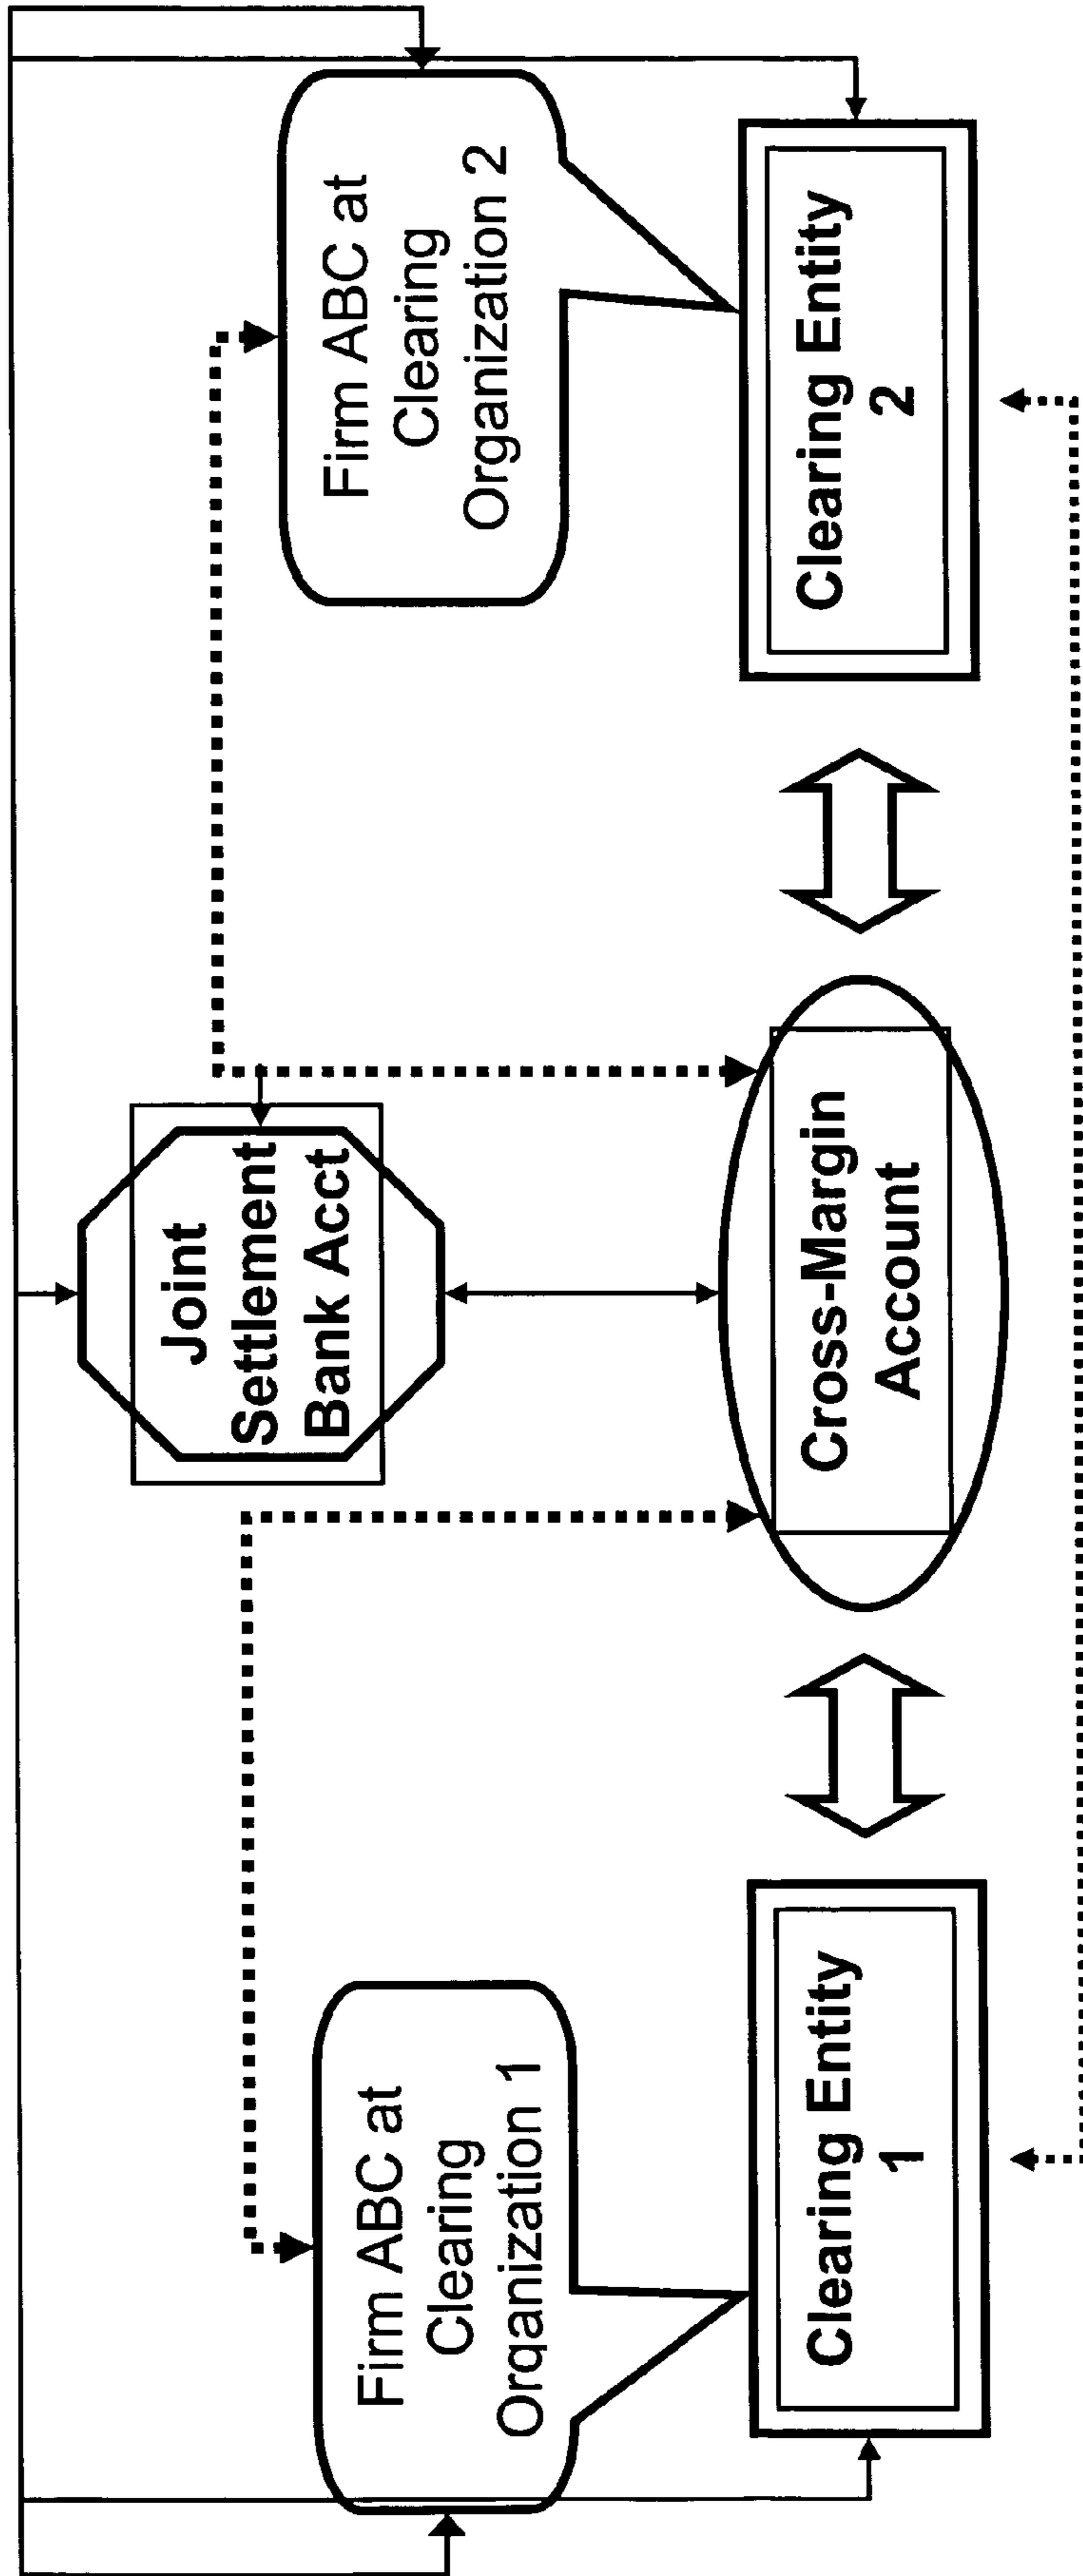 Firm ABC at
Clearing
Organization 1
Clearing Entity
1
Joint
Settlement
Bank Acct
Cross-Margin
Account
Firm ABC at
Clearing
Organization 2
Clearing Entity
2